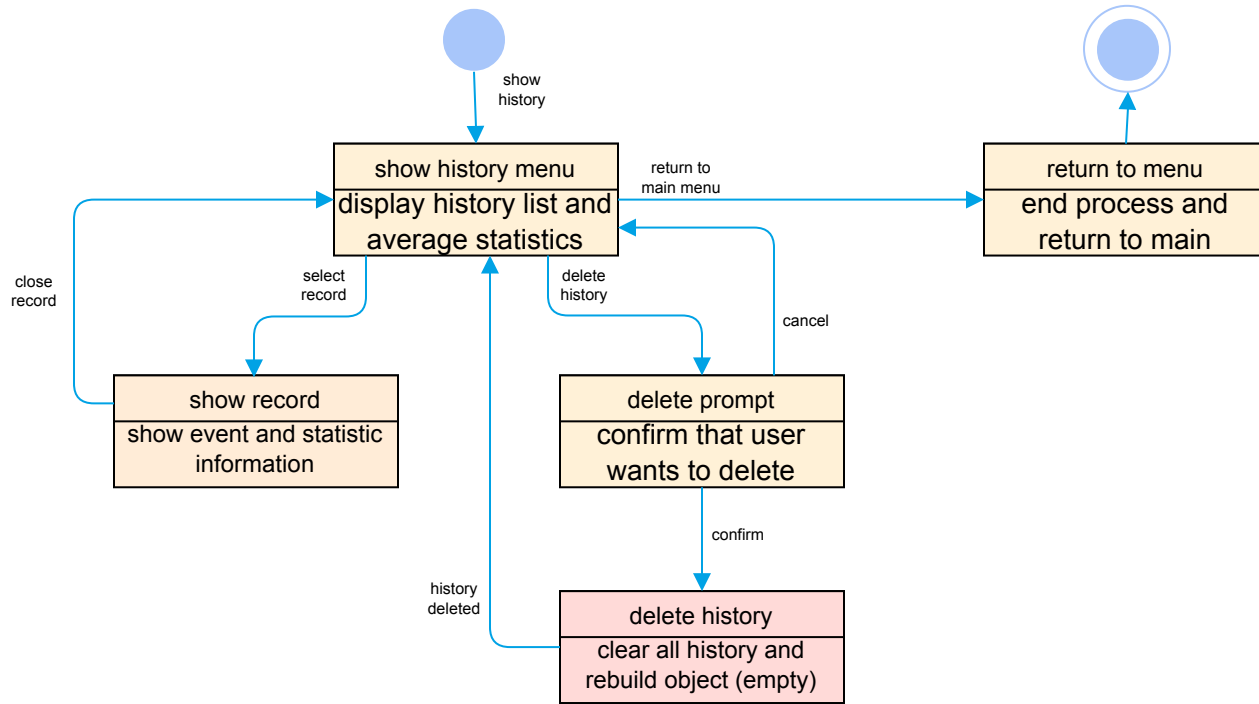 show
history
show history menu
display history list and
average statistics
return to
main menu
return to menu
end process and
return to main
close
record
select
record
delete
history
cancel
show record
show event and statistic
information
delete prompt
confirm that user
wants to delete
confirm
history
deleted
delete history
clear all history and
rebuild object (empty)